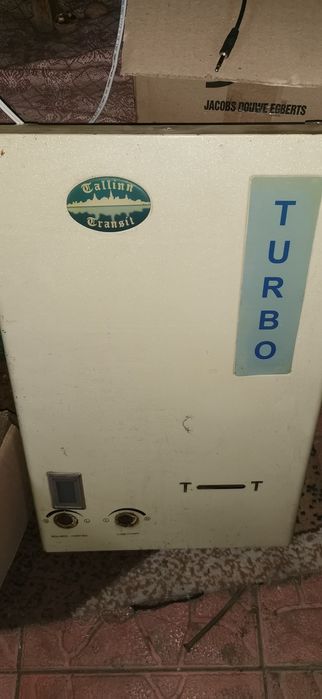 JACOBS DOUWE EGBERTS
Tallinn
Transit
TURBO
T T